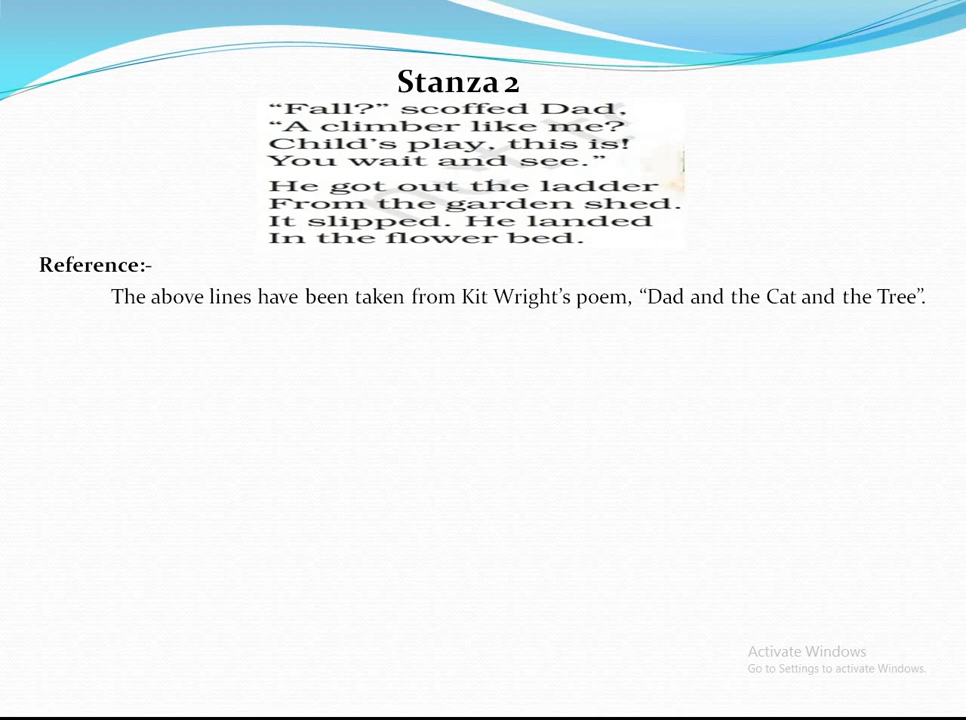 Stanza 2
“Fall?” scoffed Dad,
“A climber like me?
Child’s play, this is!
You wait and see.”
He got out the ladder
From the garden shed.
It slipped. He landed
In the flower bed.
Reference:-
The above lines have been taken from Kit Wright’s poem, “Dad and the Cat and the Tree”.
Activate Windows
Go to Settings to activate Windows.